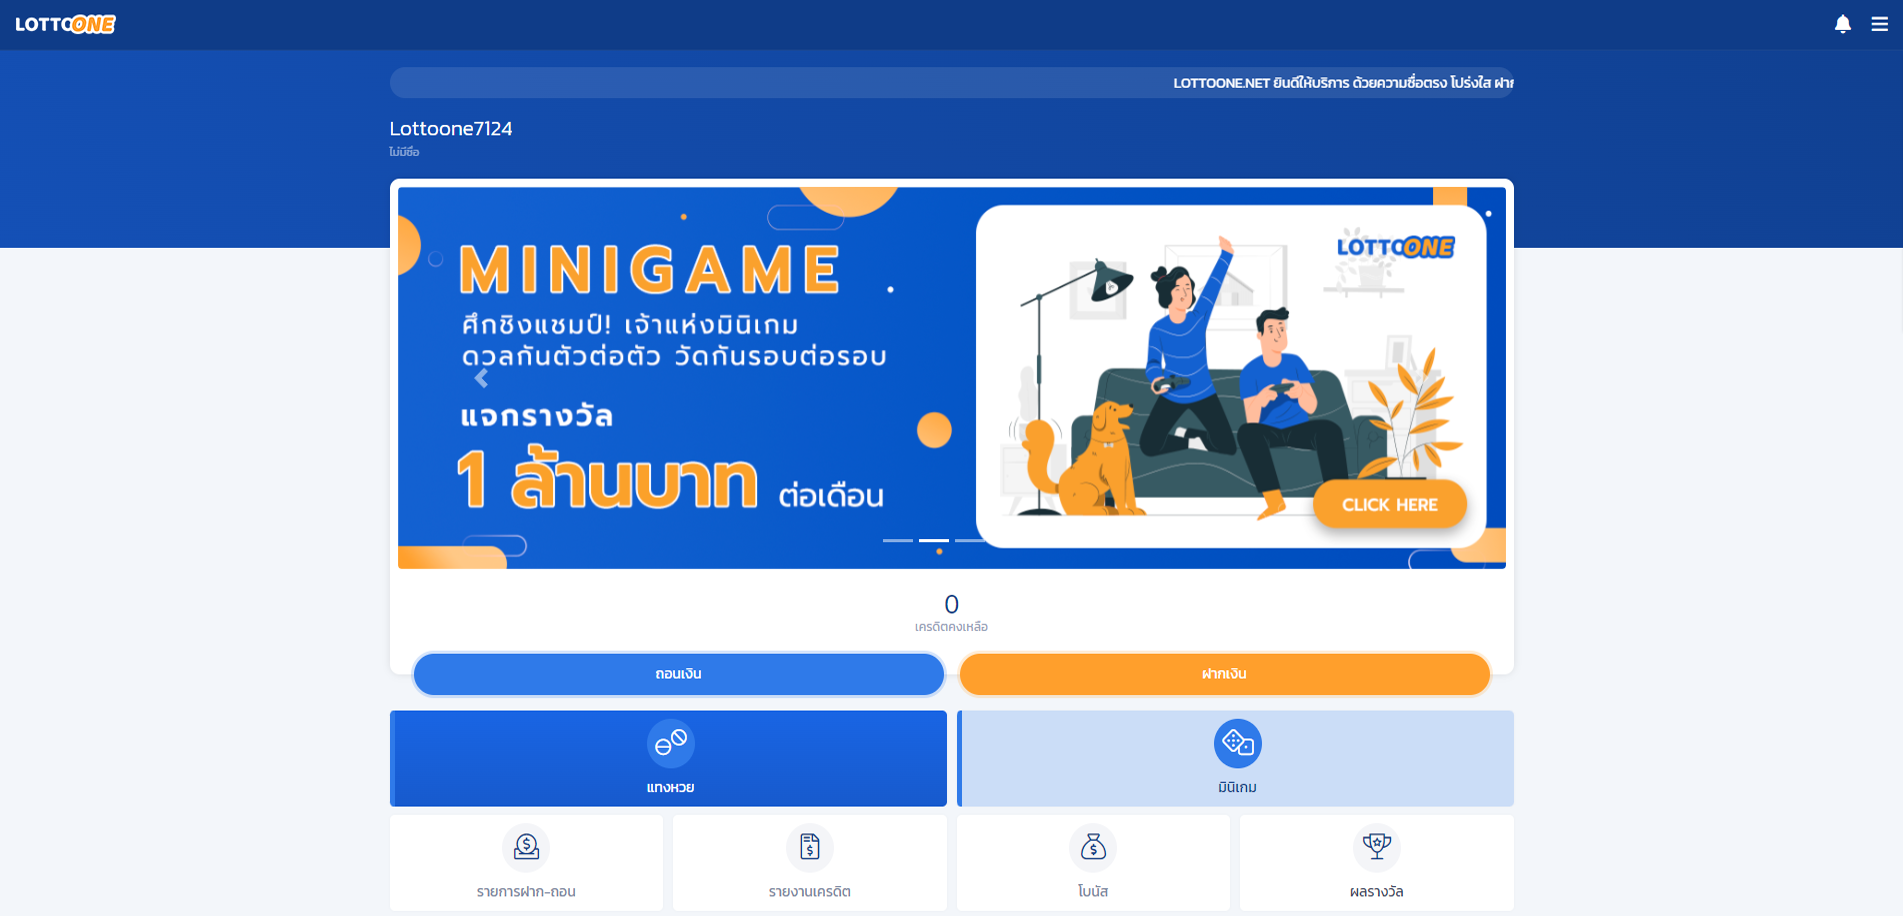 LOTTOONE
LOTTOONE.NET ยินดีให้บริการ ด้วยความซื่อตรง โปร่งใส ฝาก
Lottoone7124
ไม่มีชื่อ
MINIGAME
ศึกชิงแชมป์! เจ้าแห่งมินิเกม
ดวลกันตัวต่อตัว วัดกันรอบต่อรอบ
แจกรางวัล
1 ล้านบาท ต่อเดือน
LOTTOONE
CLICK HERE
0
เครดิตคงเหลือ
ถอนเงิน
ฝากเงิน
แทงหวย
มินิเกม
รายการฝาก-ถอน
รายงานเครดิต
โบนัส
ผลรางวัล